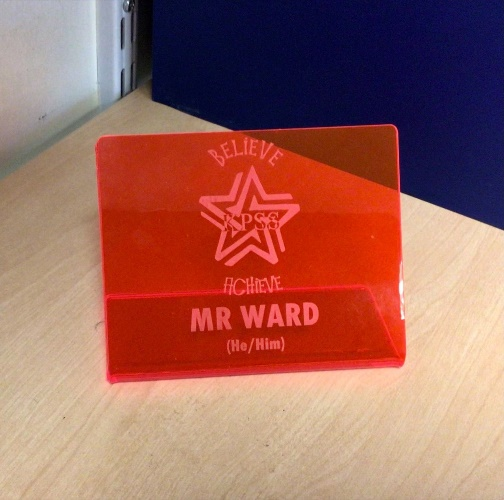 BELIEVE
KPSS
ACHIEVE
MR WARD
(He/Him)